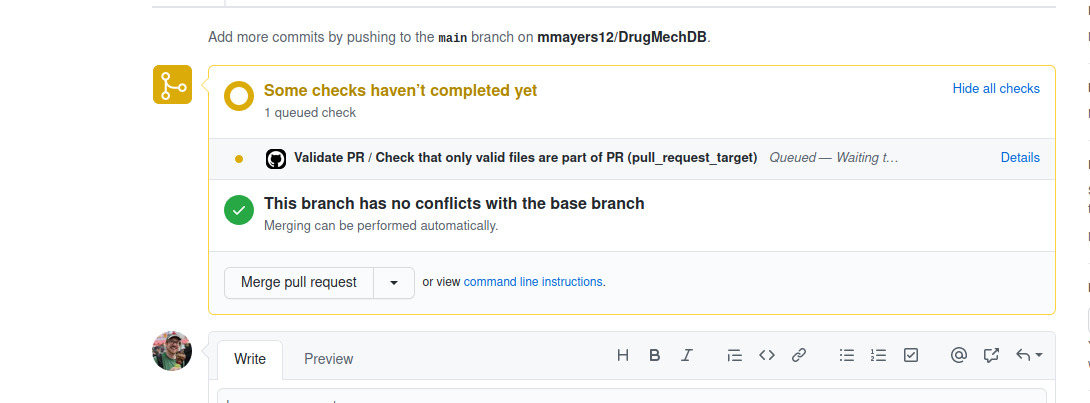 Add more commits by pushing to the main branch on mmayers12/DrugMechDB.
Some checks haven't completed yet
Hide all checks
1 queued check
Validate PR / Check that only valid files are part of PR (pull_request_target) Queued — Waiting t…
Details
This branch has no conflicts with the base branch
Merging can be performed automatically.
Merge pull request
or view command line instructions.
Write
Preview